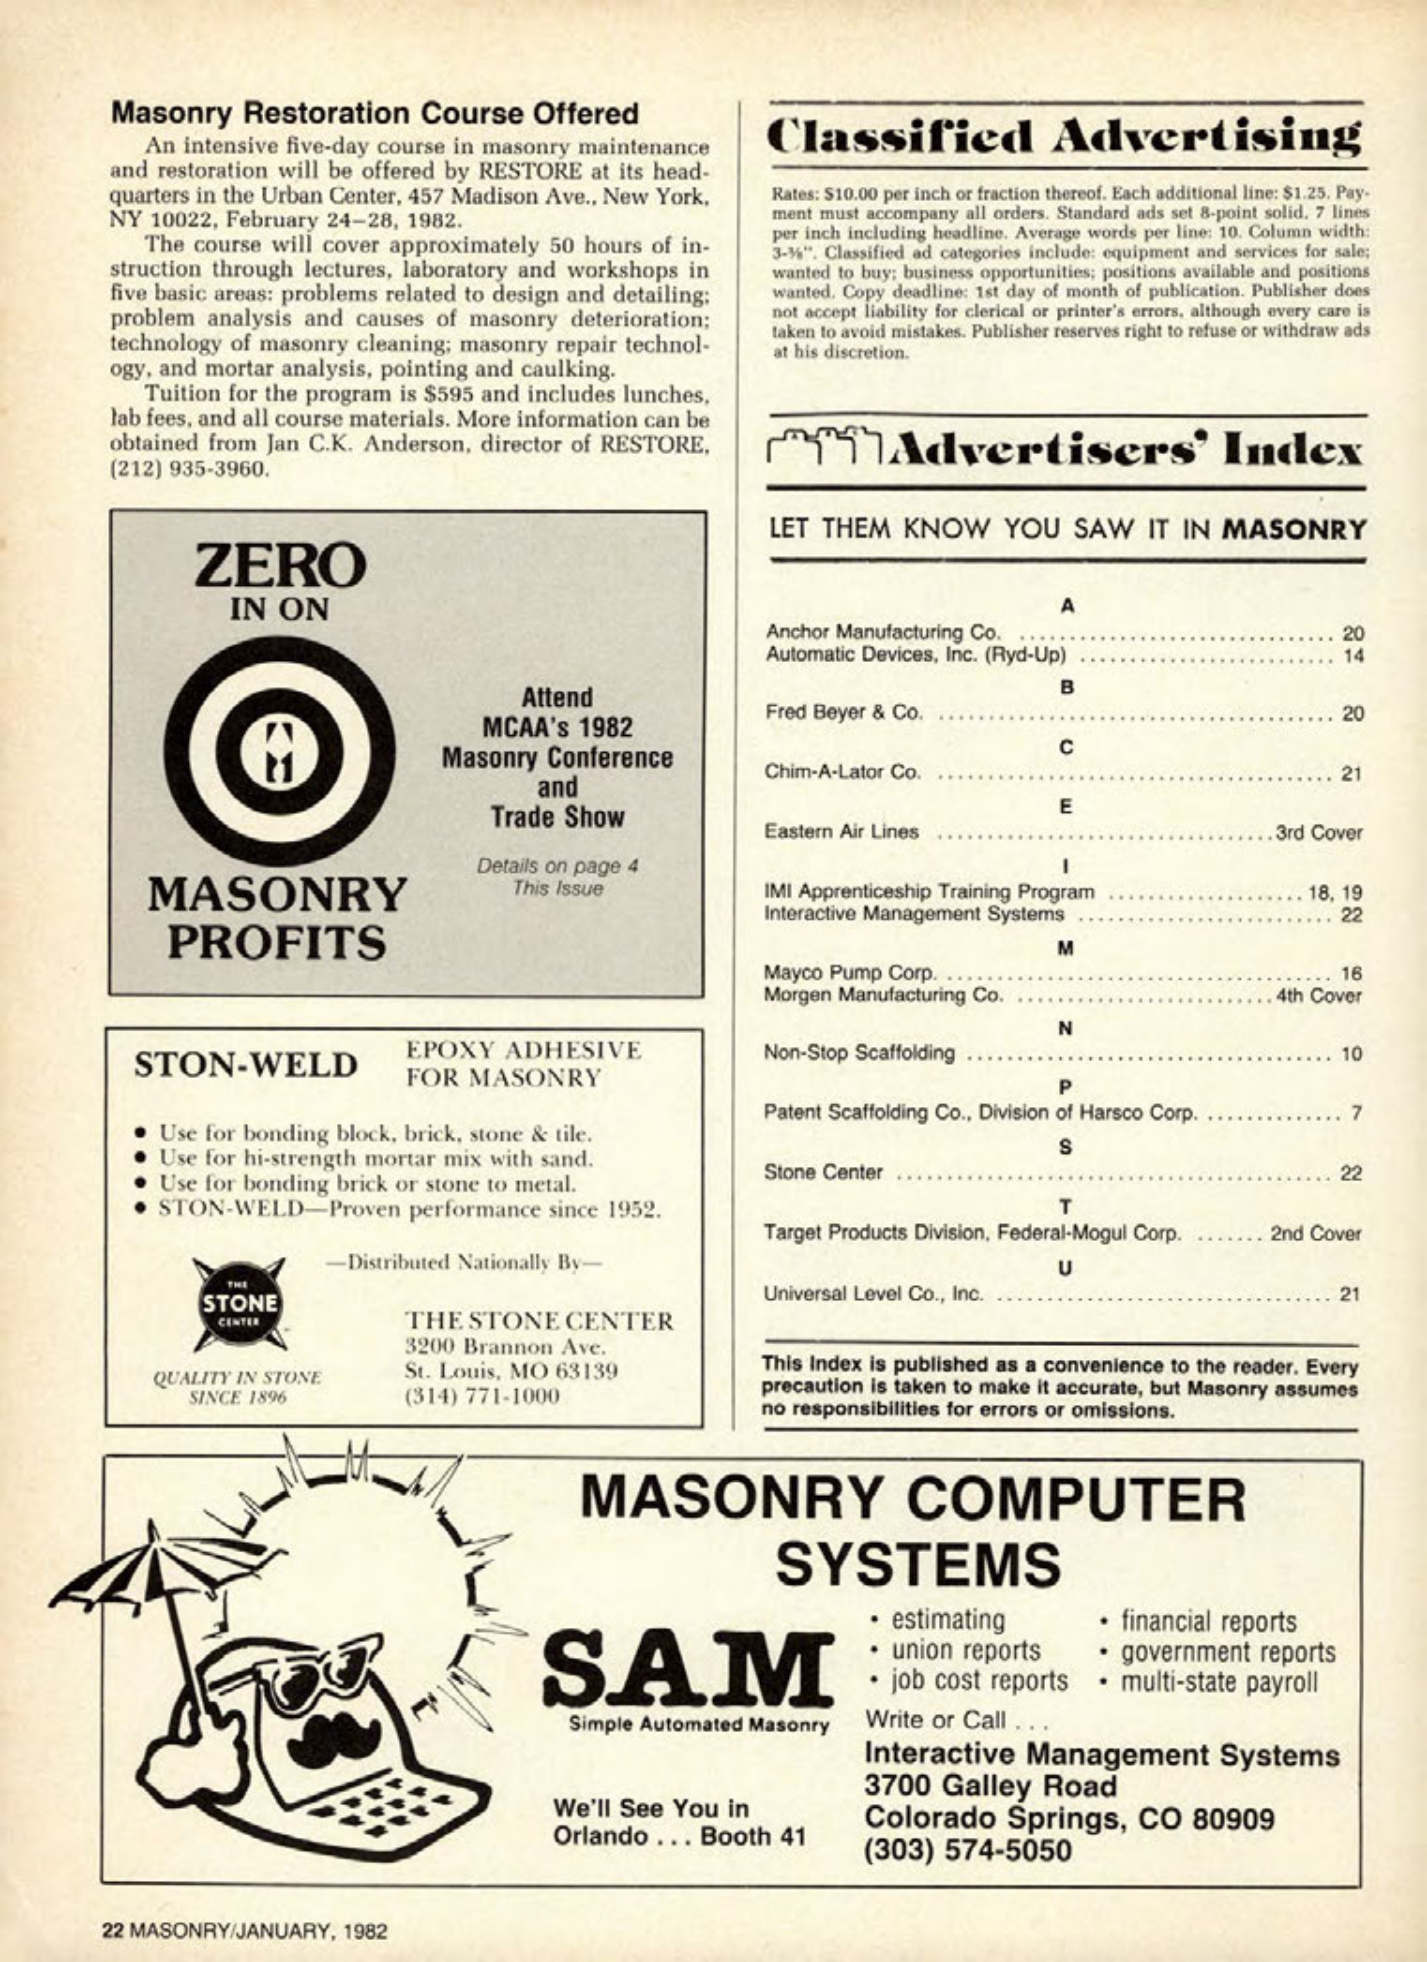 Masonry Restoration Course Offered
An intensive five-day course in masonry maintenance
and restoration will be offered by RESTORE at its head-
quarters in the Urban Center, 457 Madison Ave., New York,
NY 10022, February 24–28, 1982.
The course will cover approximately 50 hours of in-
struction through lectures, laboratory and workshops in
five basic areas: problems related to design and detailing;
problem analysis and causes of masonry deterioration;
technology of masonry cleaning; masonry repair technol-
ogy, and mortar analysis, pointing and caulking.
Tuition for the program is $595 and includes lunches,
lab fees, and all course materials. More information can be
obtained from Jan C.K. Anderson, director of RESTORE,
(212) 935-3960.
ZERO
IN ON
MASONRY
PROFITS
Attend
MCAA's 1982
Masonry Conference
and
Trade Show
Details on page 4
This Issue
STON-WELD
EPOXY ADHESIVE
FOR MASONRY
● Use for bonding block, brick, stone & tile.
● Use for hi-strength mortar mix with sand.
● Use for bonding brick or stone to metal.
● STON-WELD—Proven performance since 1952.
THE
STONE
CENTER
QUALITY IN STONE
SINCE 1896
—Distributed Nationally By—
THE STONE CENTER
3200 Brannon Ave.
St. Louis, MO 63139
(314) 771-1000
Classified Advertising
Rates: $10.00 per inch or fraction thereof. Each additional line: $1.25. Pay-
ment must accompany all orders. Standard ads set 8-point solid, 7 lines
per inch including headline. Average words per line: 10. Column width:
3-⅜". Classified ad categories include: equipment and services for sale;
wanted to buy; business opportunities; positions available and positions
wanted. Copy deadline: 1st day of month of publication. Publisher does
not accept liability for clerical or printer's errors, although every care is
taken to avoid mistakes. Publisher reserves right to refuse or withdraw ads
at his discretion.
Advertisers' Index
LET THEM KNOW YOU SAW IT IN MASONRY
A
Anchor Manufacturing Co. ................................ 20
Automatic Devices, Inc. (Ryd-Up) .......................... 14
B
Fred Beyer & Co. ........................................ 20
C
Chim-A-Lator Co. ........................................ 21
E
Eastern Air Lines ..................................3rd Cover
I
IMI Apprenticeship Training Program .................... 18, 19
Interactive Management Systems .......................... 22
M
Mayco Pump Corp. ....................................... 16
Morgen Manufacturing Co. ..........................4th Cover
N
Non-Stop Scaffolding ..................................... 10
P
Patent Scaffolding Co., Division of Harsco Corp. .............. 7
S
Stone Center ............................................ 22
T
Target Products Division, Federal-Mogul Corp. ....... 2nd Cover
U
Universal Level Co., Inc. .................................. 21
This Index is published as a convenience to the reader. Every
precaution is taken to make it accurate, but Masonry assumes
no responsibilities for errors or omissions.
MASONRY COMPUTER
SYSTEMS
SAM
Simple Automated Masonry
We'll See You in
Orlando ... Booth 41
• estimating
• union reports
• job cost reports
• financial reports
• government reports
• multi-state payroll
Write or Call ...
Interactive Management Systems
3700 Galley Road
Colorado Springs, CO 80909
(303) 574-5050
22 MASONRY/JANUARY, 1982